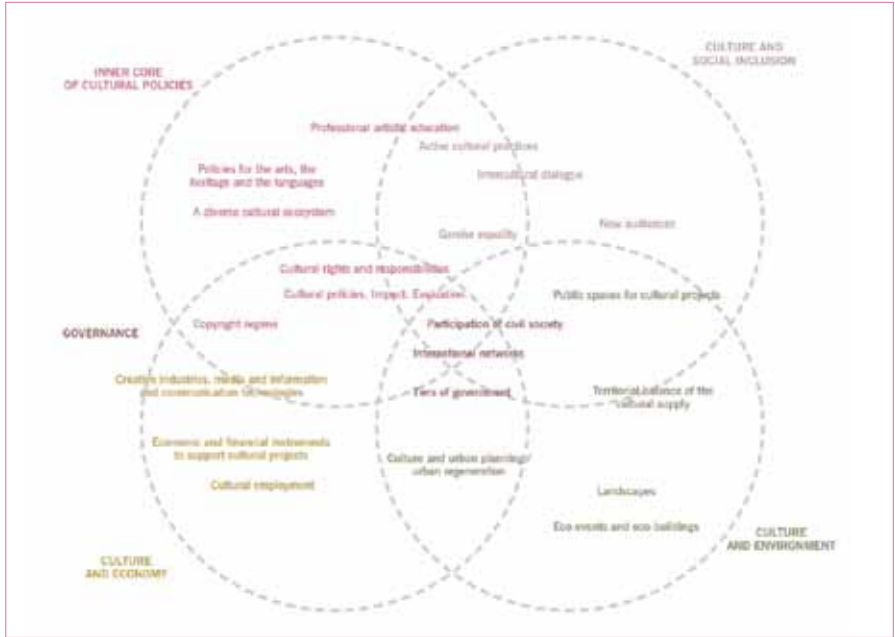 CULTURE AND
SOCIAL INCLUSION
INNER CORE
OF CULTURAL POLICIES
Professional artistic education
Active cultural practices
Policies for the arts, the
heritage and the languages
Intercultural dialogue
A diverse cultural ecosystem
New audiences
Gender equality
Cultural rights and responsibilities
Cultural policies. Impact. Evaluation
Public spaces for cultural projects
Copyright regime
Participation of civil society
GOVERNANCE
International networks
Creative industries, media and information
and communication technologies
Tiers of government
Territorial balance of the
cultural supply
Economic and financial instruments
to support cultural projects
Culture and urban planning/
urban regeneration
Cultural employment
Landscapes
Eco events and eco buildings
CULTURE
AND ENVIRONMENT
CULTURE
AND ECONOMY